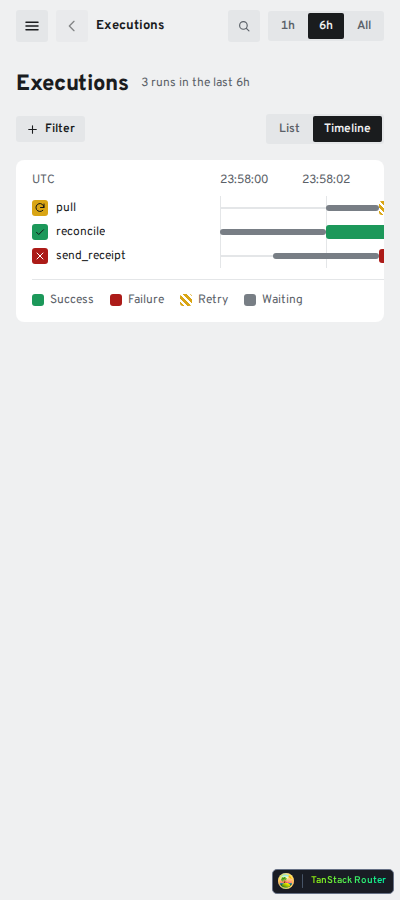 Executions
1h 6h All
Executions 3 runs in the last 6h
Filter
List Timeline
UTC 23:58:00 23:58:02
pull
reconcile
send_receipt
Success Failure Retry Waiting
TanStack Router